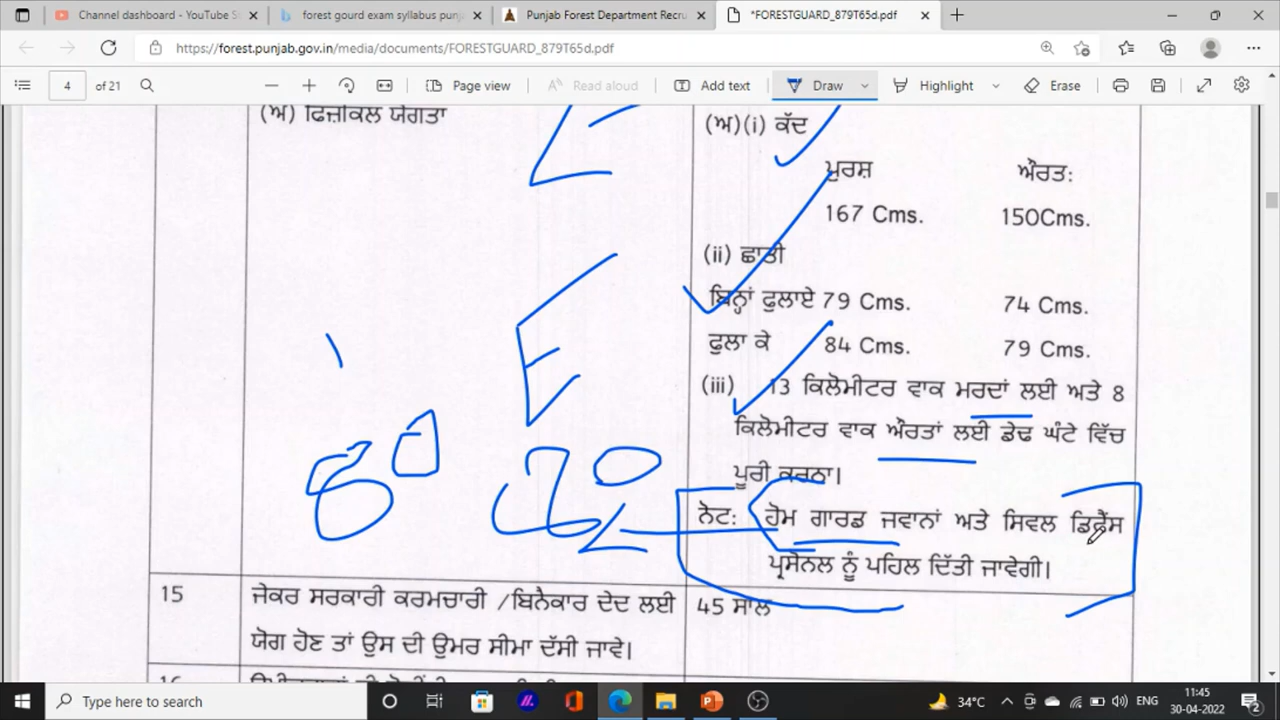 Channel dashboard - YouTube S
forest gourd exam syllabus punj
Punjab Forest Department Recru
*FORESTGUARD_879T65d.pdf
https://forest.punjab.gov.in/media/documents/FORESTGUARD_879T65d.pdf
4 of 21 Page view Read aloud Add text Draw Highlight Erase
(ਅ) ਫਿਜ਼ੀਕਲ ਯੋਗਤਾ
(ਅ)(i) ਕੱਦ
ਪੁਰਸ਼ ਔਰਤ:
167 Cms. 150Cms.
(ii) ਛਾਤੀ
ਬਿਨ੍ਹਾਂ ਫੁਲਾਏ 79 Cms. 74 Cms.
ਫੁਲਾ ਕੇ 84 Cms. 79 Cms.
(iii) 13 ਕਿਲੋਮੀਟਰ ਵਾਕ ਮਰਦਾਂ ਲਈ ਅਤੇ 8
ਕਿਲੋਮੀਟਰ ਵਾਕ ਔਰਤਾਂ ਲਈ ਡੇਢ ਘੰਟੇ ਵਿੱਚ
ਪੂਰੀ ਕਰਨਾ।
ਨੋਟ: ਹੋਮ ਗਾਰਡ ਜਵਾਨਾਂ ਅਤੇ ਸਿਵਲ ਡਿਫ਼ੈਂਸ
ਪ੍ਰਸੋਨਲ ਨੂੰ ਪਹਿਲ ਦਿੱਤੀ ਜਾਵੇਗੀ।
80 20
15 ਜੇਕਰ ਸਰਕਾਰੀ ਕਰਮਚਾਰੀ /ਬਿਨੈਕਾਰ ਦੇਦ ਲਈ 45 ਸਾਲ
ਯੋਗ ਹੋਣ ਤਾਂ ਉਸ ਦੀ ਉਮਰ ਸੀਮਾ ਦੱਸੀ ਜਾਵੇ।
Type here to search
34°C ENG 11:45
30-04-2022
2